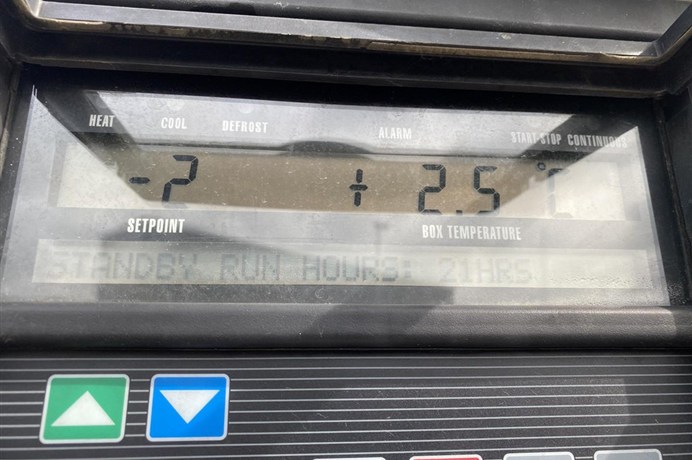 HEAT COOL DEFROST ALARM START-STOP CONTINUOUS
-2 + 2.5 °C
SETPOINT BOX TEMPERATURE
STANDBY RUN HOURS: 21HRS